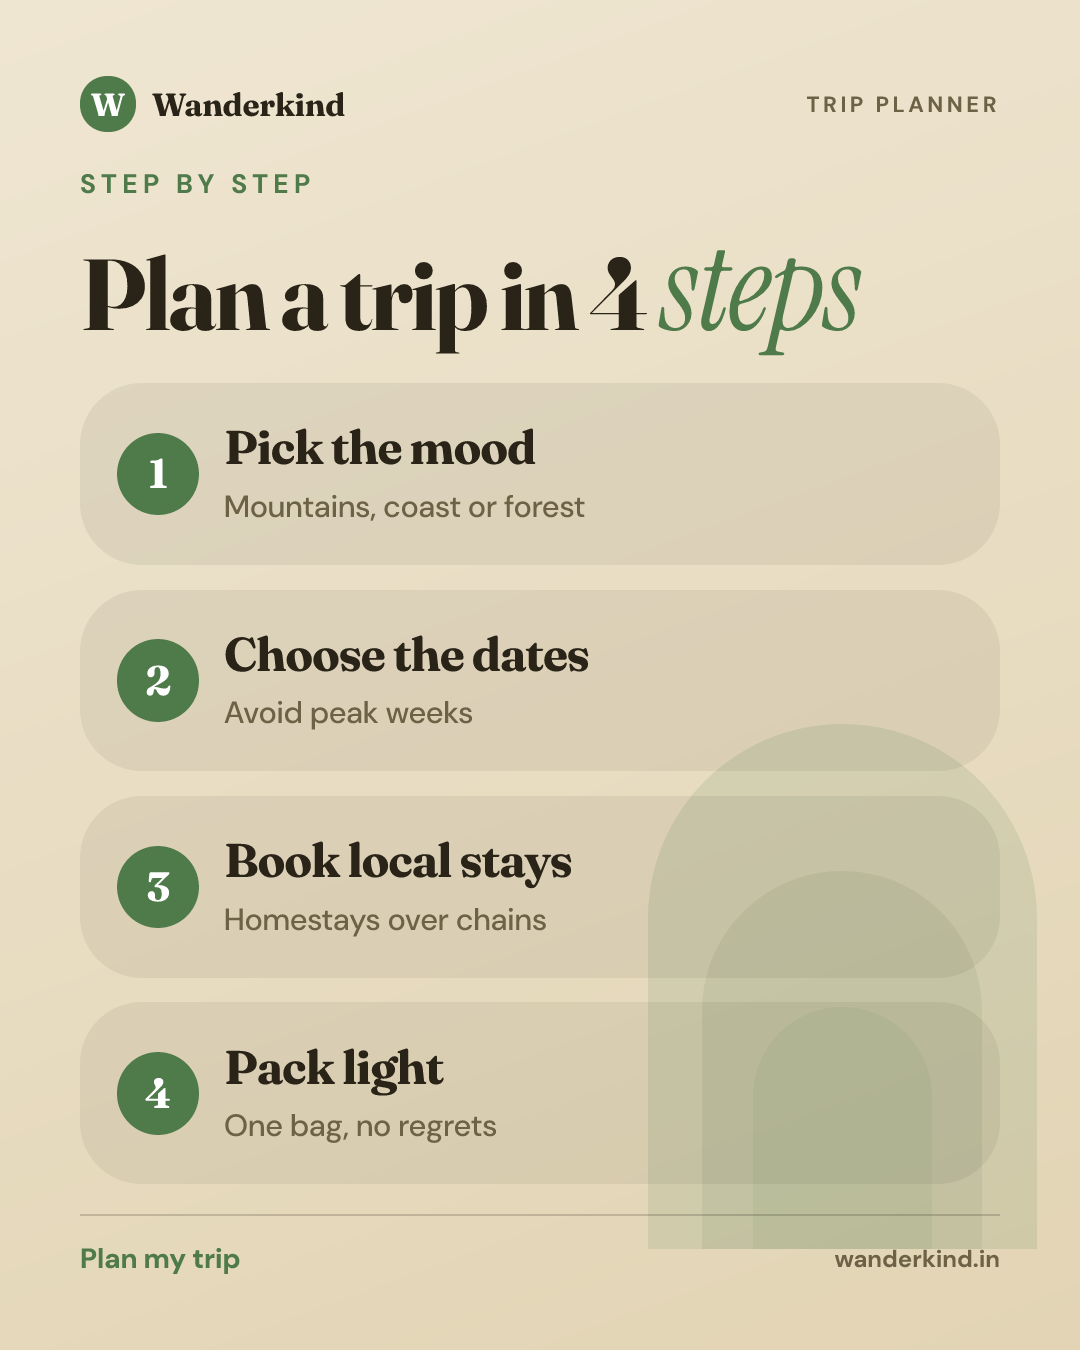 W Wanderkind
TRIP PLANNER
STEP BY STEP
Plan a trip in 4 steps
1
Pick the mood
Mountains, coast or forest
2
Choose the dates
Avoid peak weeks
3
Book local stays
Homestays over chains
4
Pack light
One bag, no regrets
Plan my trip
wanderkind.in